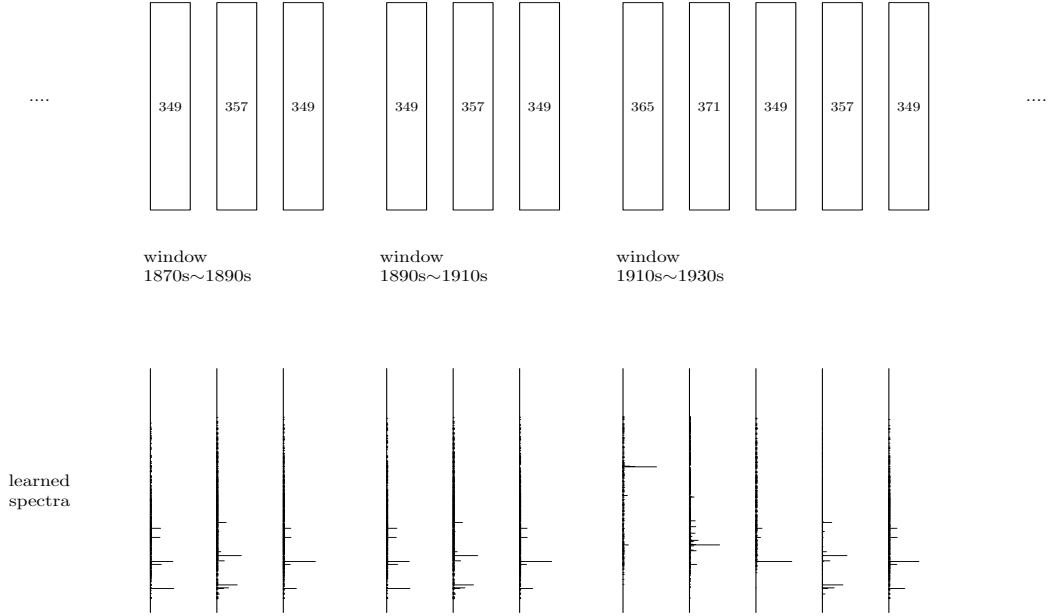 .... 349 357 349 349 357 349 365 371 349 357 349 ....
window window window
1870s~1890s 1890s~1910s 1910s~1930s
learned
spectra